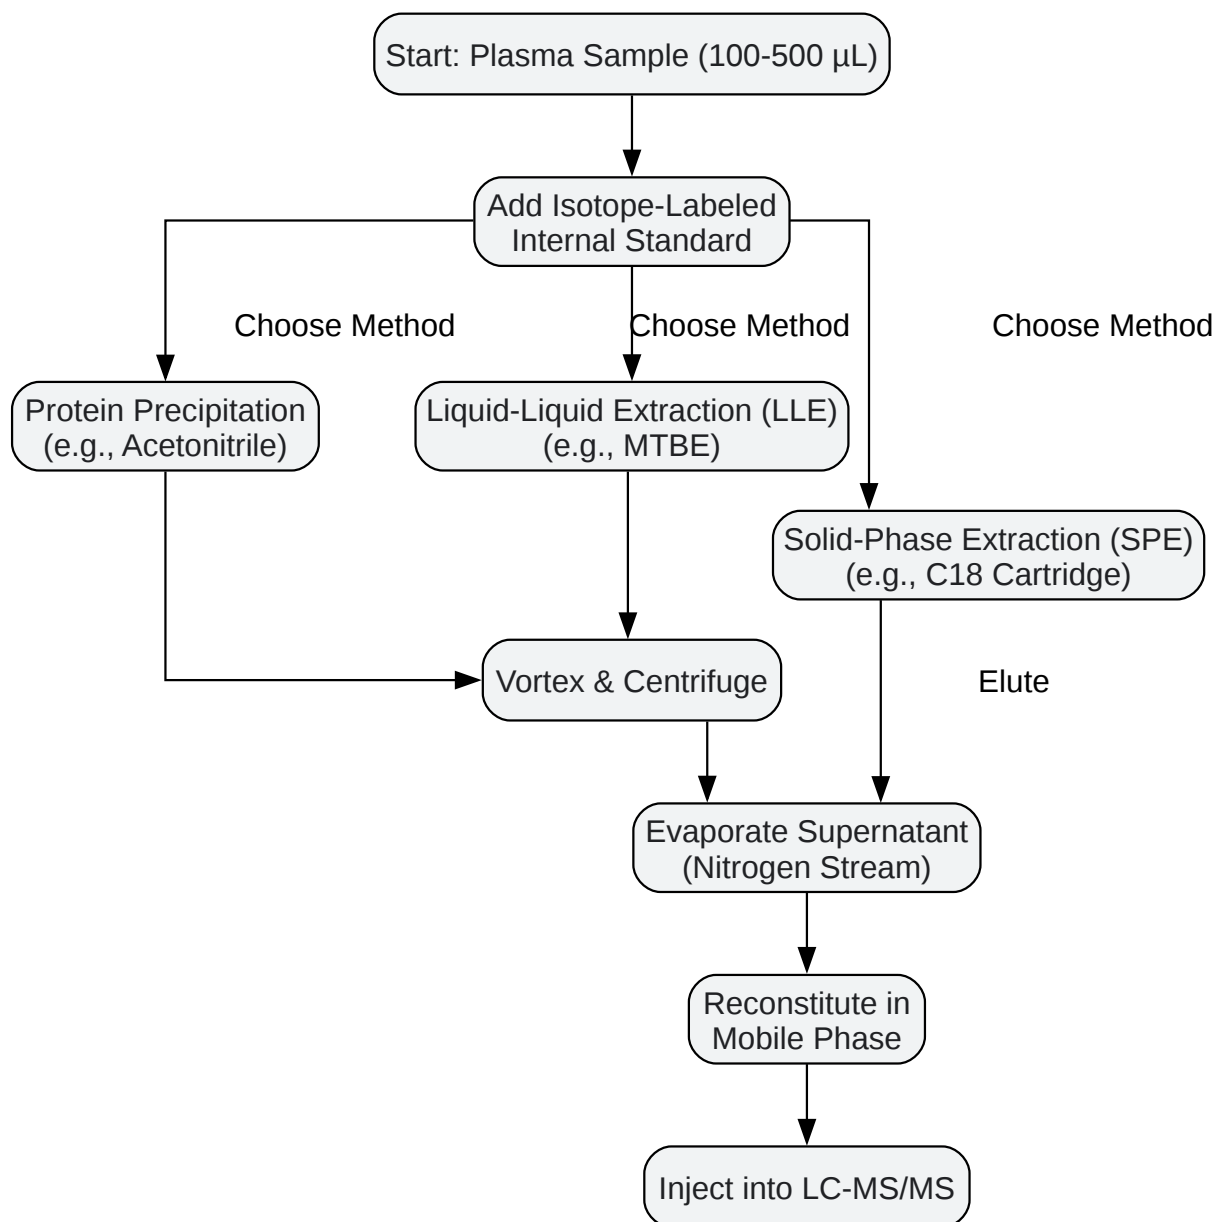 Start: Plasma Sample (100-500 µL)
Add Isotope-Labeled
Internal Standard
Choose Method
Choose Method
Choose Method
Protein Precipitation
(e.g., Acetonitrile)
Liquid-Liquid Extraction (LLE)
(e.g., MTBE)
Solid-Phase Extraction (SPE)
(e.g., C18 Cartridge)
Vortex & Centrifuge
Elute
Evaporate Supernatant
(Nitrogen Stream)
Reconstitute in
Mobile Phase
Inject into LC-MS/MS